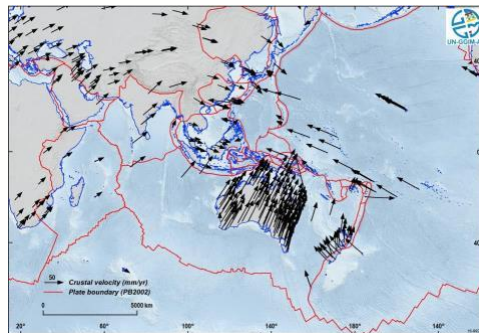 UN-GGIM-AP
50
Crustal velocity (mm/yr)
Plate boundary (PB2002)
0 5000 km
20° 60° 100° 140° 180° 140°